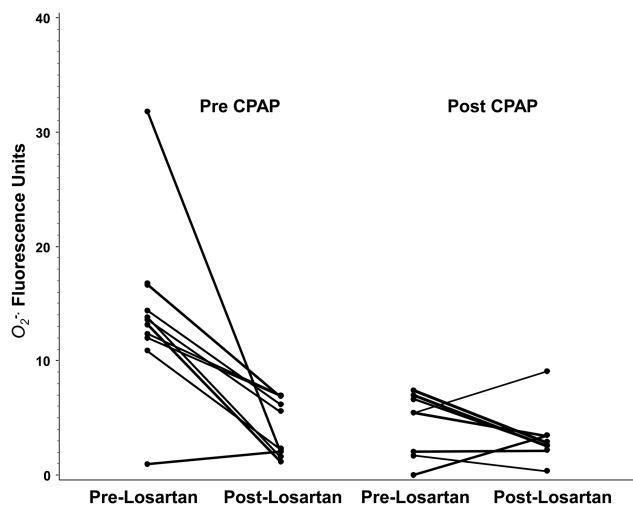 40
Pre CPAP
Post CPAP
30
20
10
0
O₂⁻· Fluorescence Units
Pre-Losartan
Post-Losartan
Pre-Losartan
Post-Losartan